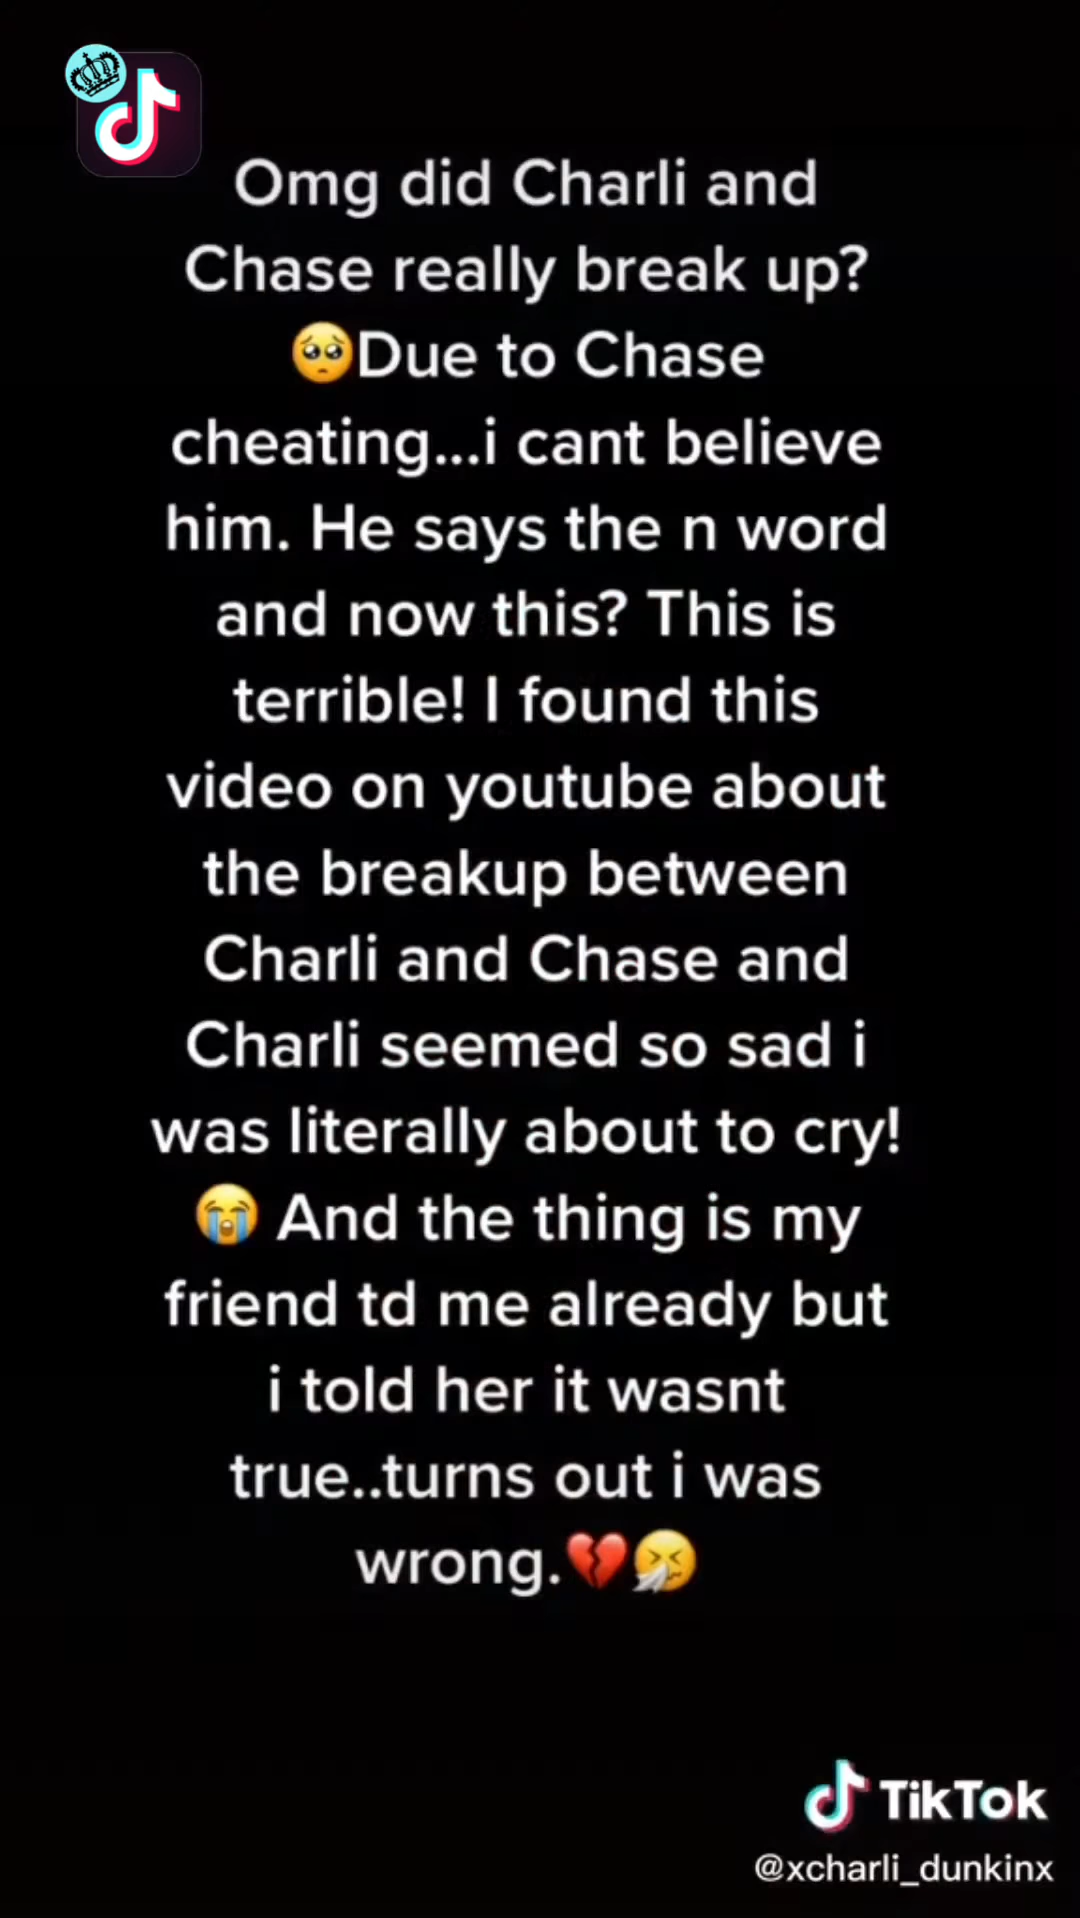 Omg did Charli and
Chase really break up?
🥺Due to Chase
cheating...i cant believe
him. He says the n word
and now this? This is
terrible! I found this
video on youtube about
the breakup between
Charli and Chase and
Charli seemed so sad i
was literally about to cry!
😭 And the thing is my
friend td me already but
i told her it wasnt
true..turns out i was
wrong.💔🤧
TikTok
@xcharli_dunkinx